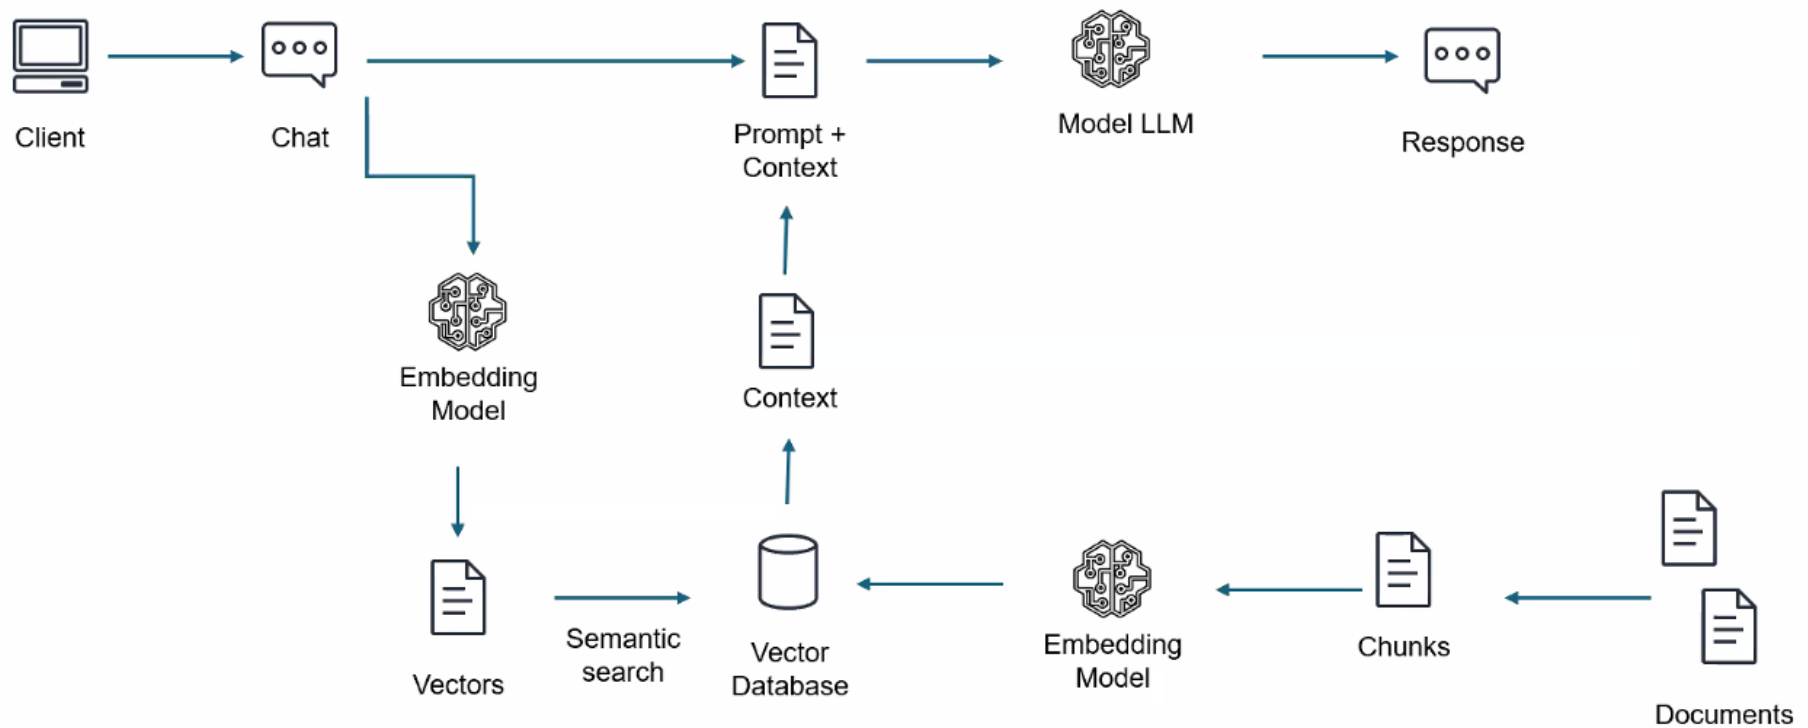 Client
Chat
Prompt +
Context
Model LLM
Response
Embedding
Model
Context
Vectors
Semantic
search
Vector
Database
Embedding
Model
Chunks
Documents